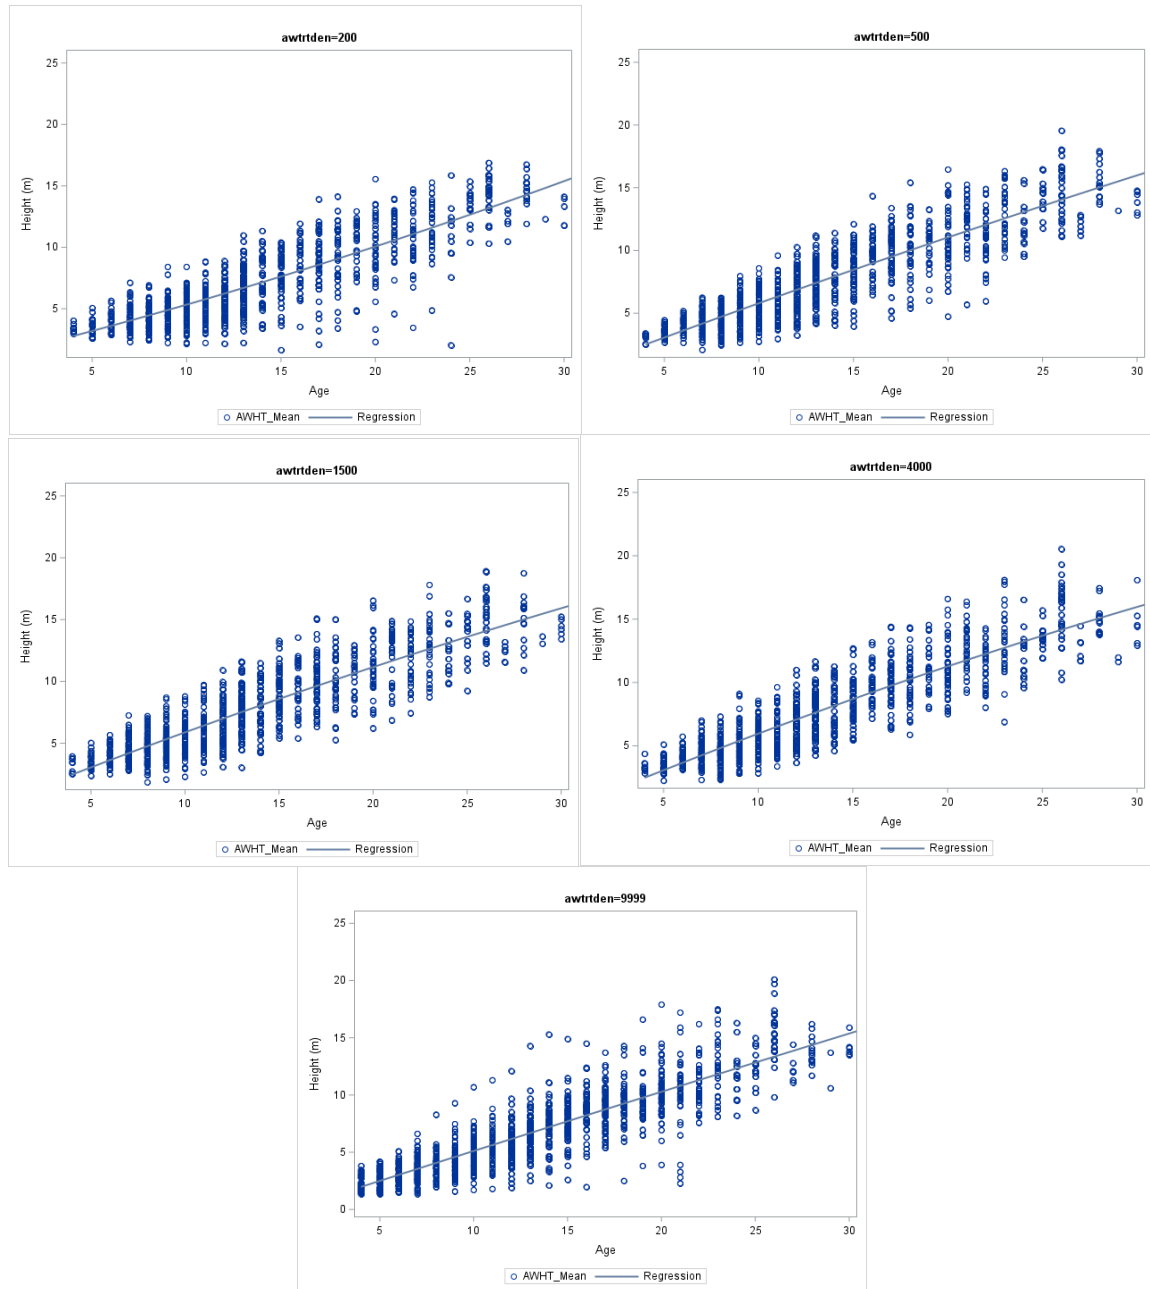 awtrtden=200
25
20
15
10
5
Height (m)
5 10 15 20 25 30
Age
AWHT_Mean Regression
awtrtden=500
25
20
15
10
5
Height (m)
5 10 15 20 25 30
Age
AWHT_Mean Regression
awtrtden=1500
25
20
15
10
5
Height (m)
5 10 15 20 25 30
Age
AWHT_Mean Regression
awtrtden=4000
25
20
15
10
5
Height (m)
5 10 15 20 25 30
Age
AWHT_Mean Regression
awtrtden=9999
25
20
15
10
5
0
Height (m)
5 10 15 20 25 30
Age
AWHT_Mean Regression